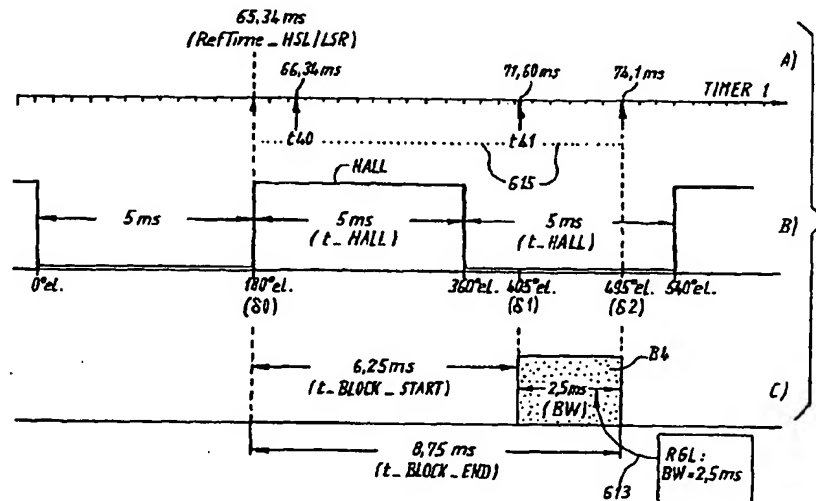 65,34 ms
(RefTime_HSL/LSR)
66,34 ms
71,60 ms
74,1 ms
A)
TIMER 1
t40
t41
HALL
615
5 ms
5 ms
(t_HALL)
5 ms
(t_HALL)
B)
0°el.
180°el.
(δ0)
360°el.
405°el.
(δ1)
495°el.
(δ2)
540°el.
6,25 ms
(t_BLOCK_START)
B4
2,5 ms
(BW)
C)
8,75 ms
(t_BLOCK_END)
613
RGL:
BW=2,5 ms